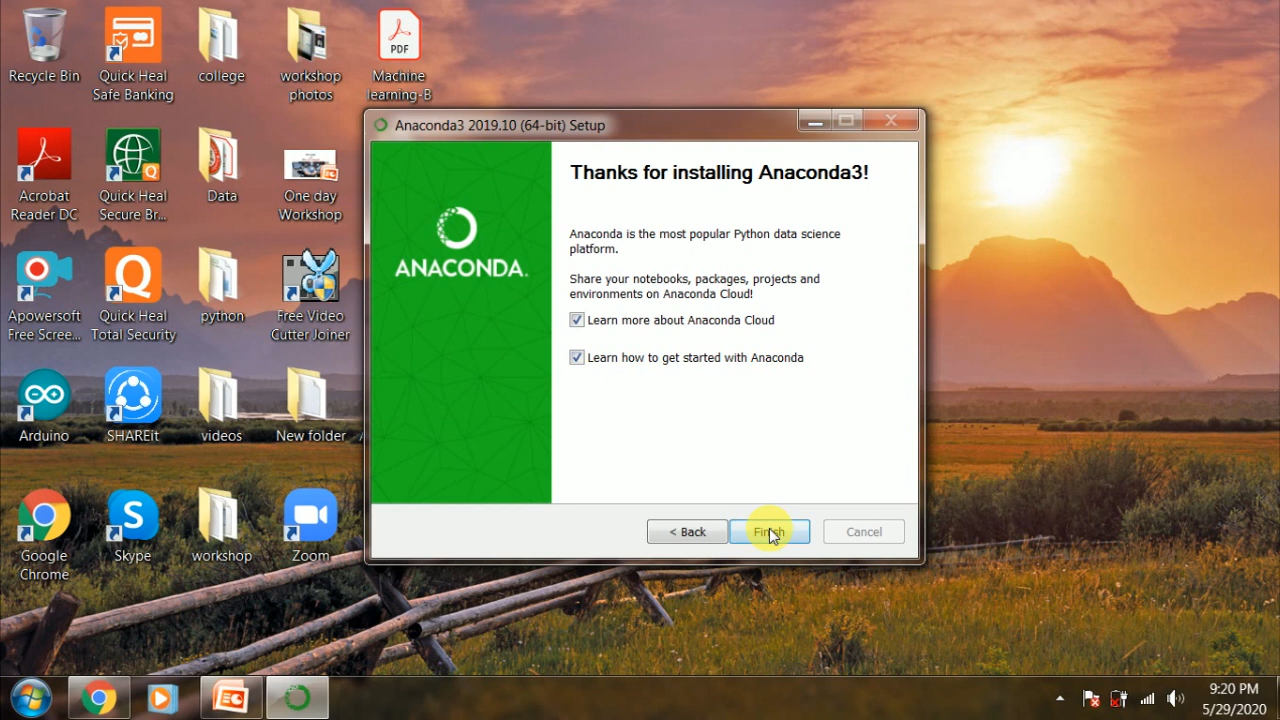 Recycle Bin
Quick Heal
Safe Banking
college
workshop
photos
PDF
Machine
learning-B
Acrobat
Reader DC
Quick Heal
Secure Br...
Data
One day
Workshop
Apowersoft
Free Scree...
Quick Heal
Total Security
python
Free Video
Cutter Joiner
Arduino
SHAREit
videos
New folder
Google
Chrome
Skype
workshop
Zoom
Anaconda3 2019.10 (64-bit) Setup
ANACONDA.
Thanks for installing Anaconda3!
Anaconda is the most popular Python data science
platform.
Share your notebooks, packages, projects and
environments on Anaconda Cloud!
Learn more about Anaconda Cloud
Learn how to get started with Anaconda
< Back
Finish
Cancel
9:20 PM
5/29/2020